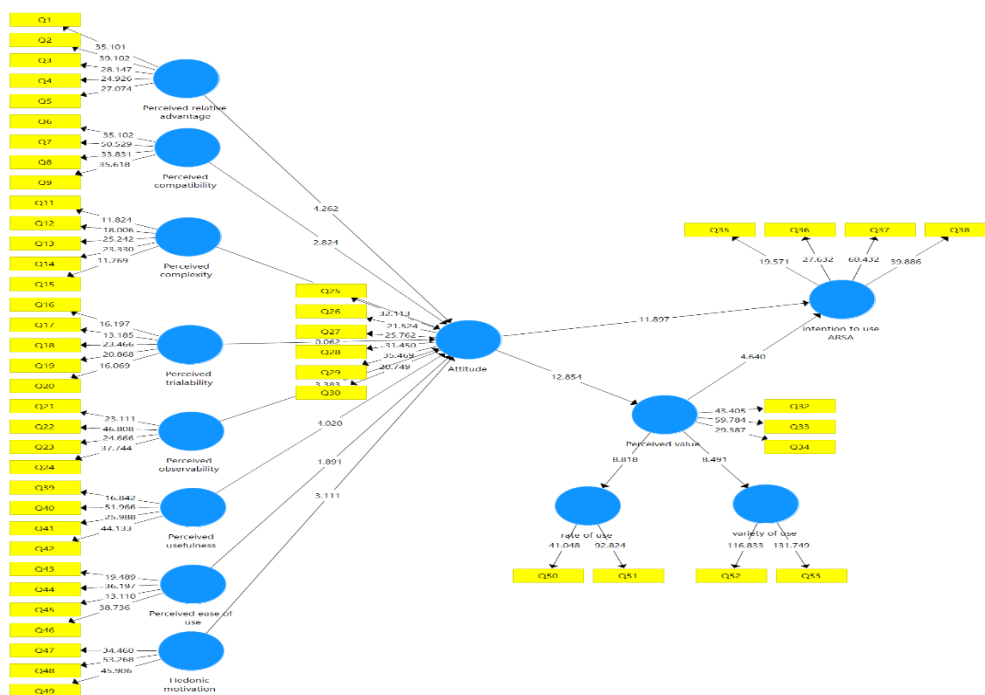 Q1
Q2
Q3
Q4
Q5
35.101
39.102
28.147
24.926
27.074
Perceived relative
advantage
Q6
Q7
Q8
Q9
35.102
50.529
33.831
35.618
Perceived
compatibility
Q11
Q12
Q13
Q14
Q15
11.824
18.006
25.242
23.330
11.769
Perceived
complexity
Q16
Q17
Q18
Q19
Q20
16.197
13.185
23.466
20.868
16.069
Perceived
trialability
Q21
Q22
Q23
Q24
23.111
46.808
24.666
37.744
Perceived
observability
Q39
Q40
Q41
Q42
16.842
51.966
25.988
44.133
Perceived
usefulness
Q43
Q44
Q45
Q46
19.489
36.197
13.110
38.736
Perceived ease of
use
Q47
Q48
Q49
34.460
53.268
45.906
Hedonic
motivation
4.262
2.824
0.062
3.383
4.020
1.891
3.111
Q25
Q26
Q27
Q28
Q29
Q30
32.113
21.524
25.762
31.450
35.469
20.749
Attitude
11.897
12.854
Q35
Q36
Q37
Q38
19.571
27.632
60.432
39.886
intention to use
ARSA
4.640
Q32
Q33
Q34
43.405
59.784
29.387
Perceived value
8.818
8.491
rate of use
41.048
92.824
Q50
Q51
variety of use
116.833
131.749
Q52
Q53